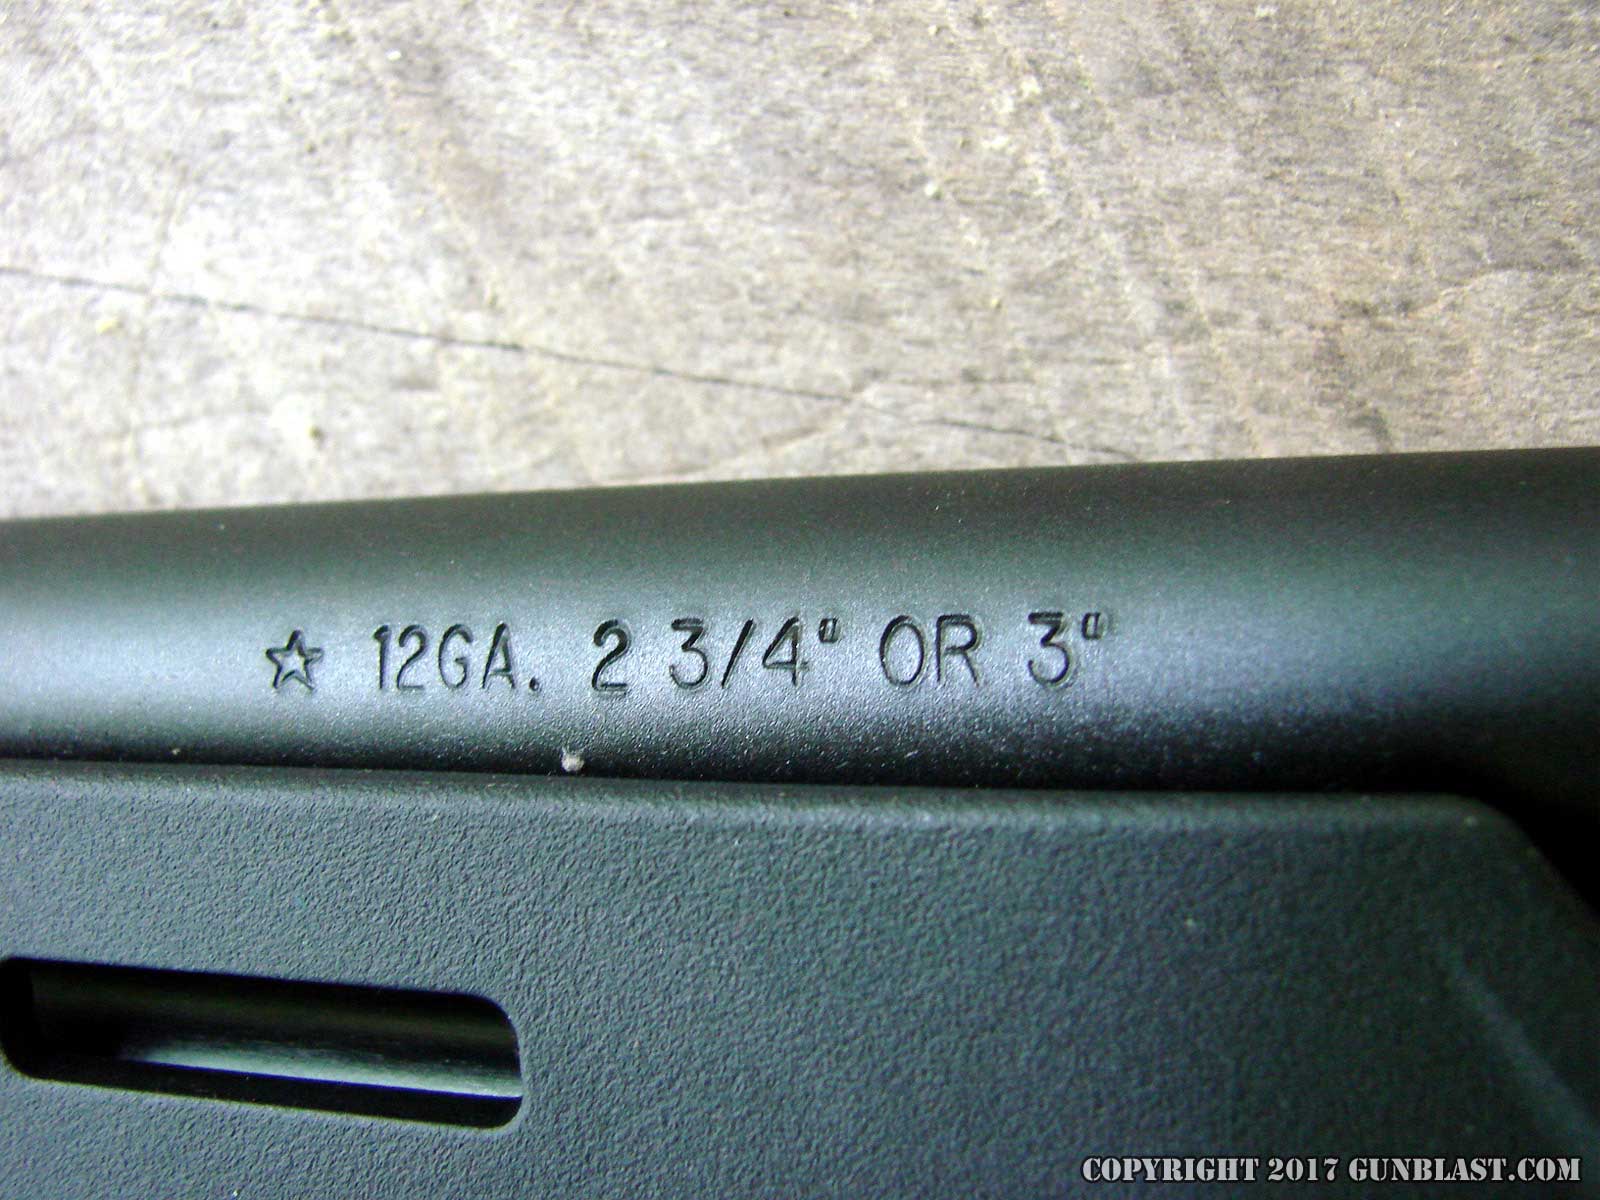 ☆ 12GA. 2 3/4" OR 3"
COPYRIGHT 2017 GUNBLAST.COM